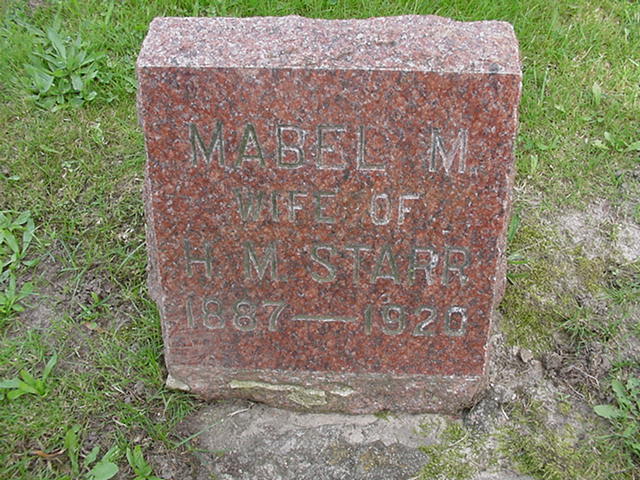 MABEL M.
WIFE OF
H. M. STARR
1887—1920